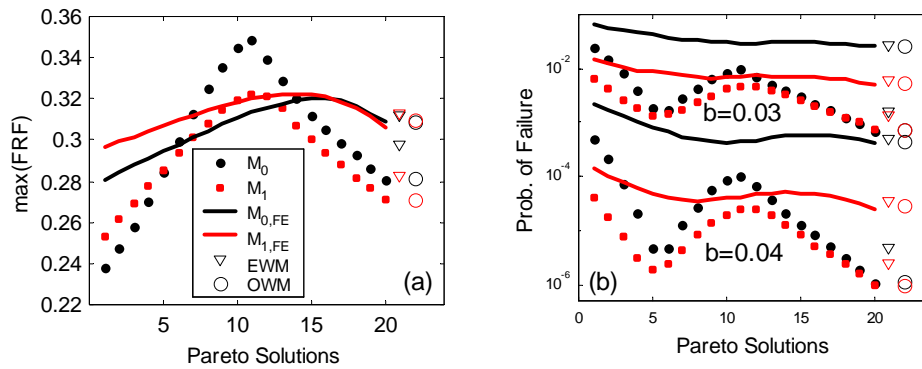 max(FRF)
0.36
0.34
0.32
0.3
0.28
0.26
0.24
0.22
M0
M1
M0,FE
M1,FE
EWM
OWM
(a)
0 5 10 15 20
Pareto Solutions
Prob. of Failure
10-2
10-4
10-6
b=0.03
b=0.04
(b)
0 5 10 15 20
Pareto Solutions